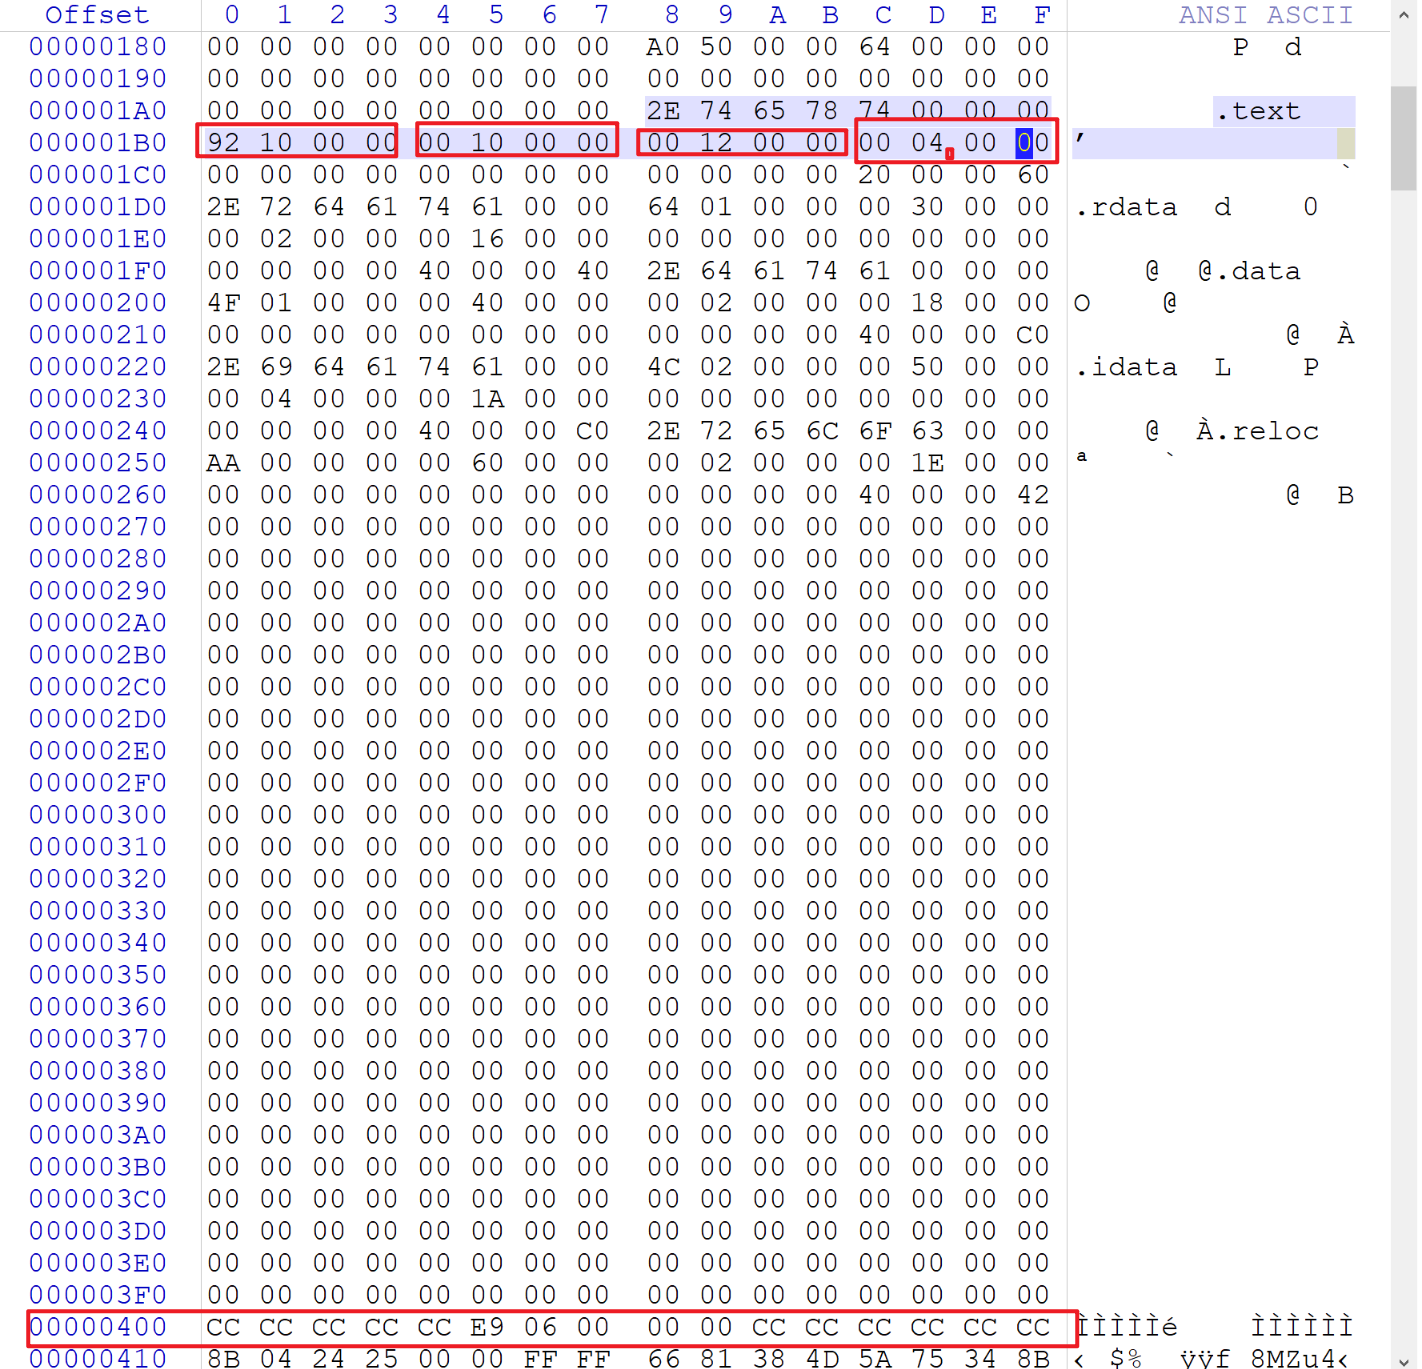 Offset 0 1 2 3 4 5 6 7 8 9 A B C D E F ANSI ASCII
00000180 00 00 00 00 00 00 00 00 A0 50 00 00 64 00 00 00 P d
00000190 00 00 00 00 00 00 00 00 00 00 00 00 00 00 00 00
000001A0 00 00 00 00 00 00 00 00 2E 74 65 78 74 00 00 00 .text
000001B0 92 10 00 00 00 10 00 00 00 12 00 00 00 04 00 00 ’
000001C0 00 00 00 00 00 00 00 00 00 00 00 00 20 00 00 60 `
000001D0 2E 72 64 61 74 61 00 00 64 01 00 00 00 30 00 00 .rdata d 0
000001E0 00 02 00 00 00 16 00 00 00 00 00 00 00 00 00 00
000001F0 00 00 00 00 40 00 00 40 2E 64 61 74 61 00 00 00 @ @.data
00000200 4F 01 00 00 00 40 00 00 00 02 00 00 00 18 00 00 O @
00000210 00 00 00 00 00 00 00 00 00 00 00 00 40 00 00 C0 @ À
00000220 2E 69 64 61 74 61 00 00 4C 02 00 00 00 50 00 00 .idata L P
00000230 00 04 00 00 00 1A 00 00 00 00 00 00 00 00 00 00
00000240 00 00 00 00 40 00 00 C0 2E 72 65 6C 6F 63 00 00 @ À.reloc
00000250 AA 00 00 00 00 60 00 00 00 02 00 00 00 1E 00 00 ª `
00000260 00 00 00 00 00 00 00 00 00 00 00 00 40 00 00 42 @ B
00000270 00 00 00 00 00 00 00 00 00 00 00 00 00 00 00 00
00000280 00 00 00 00 00 00 00 00 00 00 00 00 00 00 00 00
00000290 00 00 00 00 00 00 00 00 00 00 00 00 00 00 00 00
000002A0 00 00 00 00 00 00 00 00 00 00 00 00 00 00 00 00
000002B0 00 00 00 00 00 00 00 00 00 00 00 00 00 00 00 00
000002C0 00 00 00 00 00 00 00 00 00 00 00 00 00 00 00 00
000002D0 00 00 00 00 00 00 00 00 00 00 00 00 00 00 00 00
000002E0 00 00 00 00 00 00 00 00 00 00 00 00 00 00 00 00
000002F0 00 00 00 00 00 00 00 00 00 00 00 00 00 00 00 00
00000300 00 00 00 00 00 00 00 00 00 00 00 00 00 00 00 00
00000310 00 00 00 00 00 00 00 00 00 00 00 00 00 00 00 00
00000320 00 00 00 00 00 00 00 00 00 00 00 00 00 00 00 00
00000330 00 00 00 00 00 00 00 00 00 00 00 00 00 00 00 00
00000340 00 00 00 00 00 00 00 00 00 00 00 00 00 00 00 00
00000350 00 00 00 00 00 00 00 00 00 00 00 00 00 00 00 00
00000360 00 00 00 00 00 00 00 00 00 00 00 00 00 00 00 00
00000370 00 00 00 00 00 00 00 00 00 00 00 00 00 00 00 00
00000380 00 00 00 00 00 00 00 00 00 00 00 00 00 00 00 00
00000390 00 00 00 00 00 00 00 00 00 00 00 00 00 00 00 00
000003A0 00 00 00 00 00 00 00 00 00 00 00 00 00 00 00 00
000003B0 00 00 00 00 00 00 00 00 00 00 00 00 00 00 00 00
000003C0 00 00 00 00 00 00 00 00 00 00 00 00 00 00 00 00
000003D0 00 00 00 00 00 00 00 00 00 00 00 00 00 00 00 00
000003E0 00 00 00 00 00 00 00 00 00 00 00 00 00 00 00 00
000003F0 00 00 00 00 00 00 00 00 00 00 00 00 00 00 00 00
00000400 CC CC CC CC CC E9 06 00 00 00 CC CC CC CC CC CC ÌÌÌÌÌé ÌÌÌÌÌÌ
00000410 8B 04 24 25 00 00 FF FF 66 81 38 4D 5A 75 34 8B ‹ $% ÿÿf 8MZu4‹